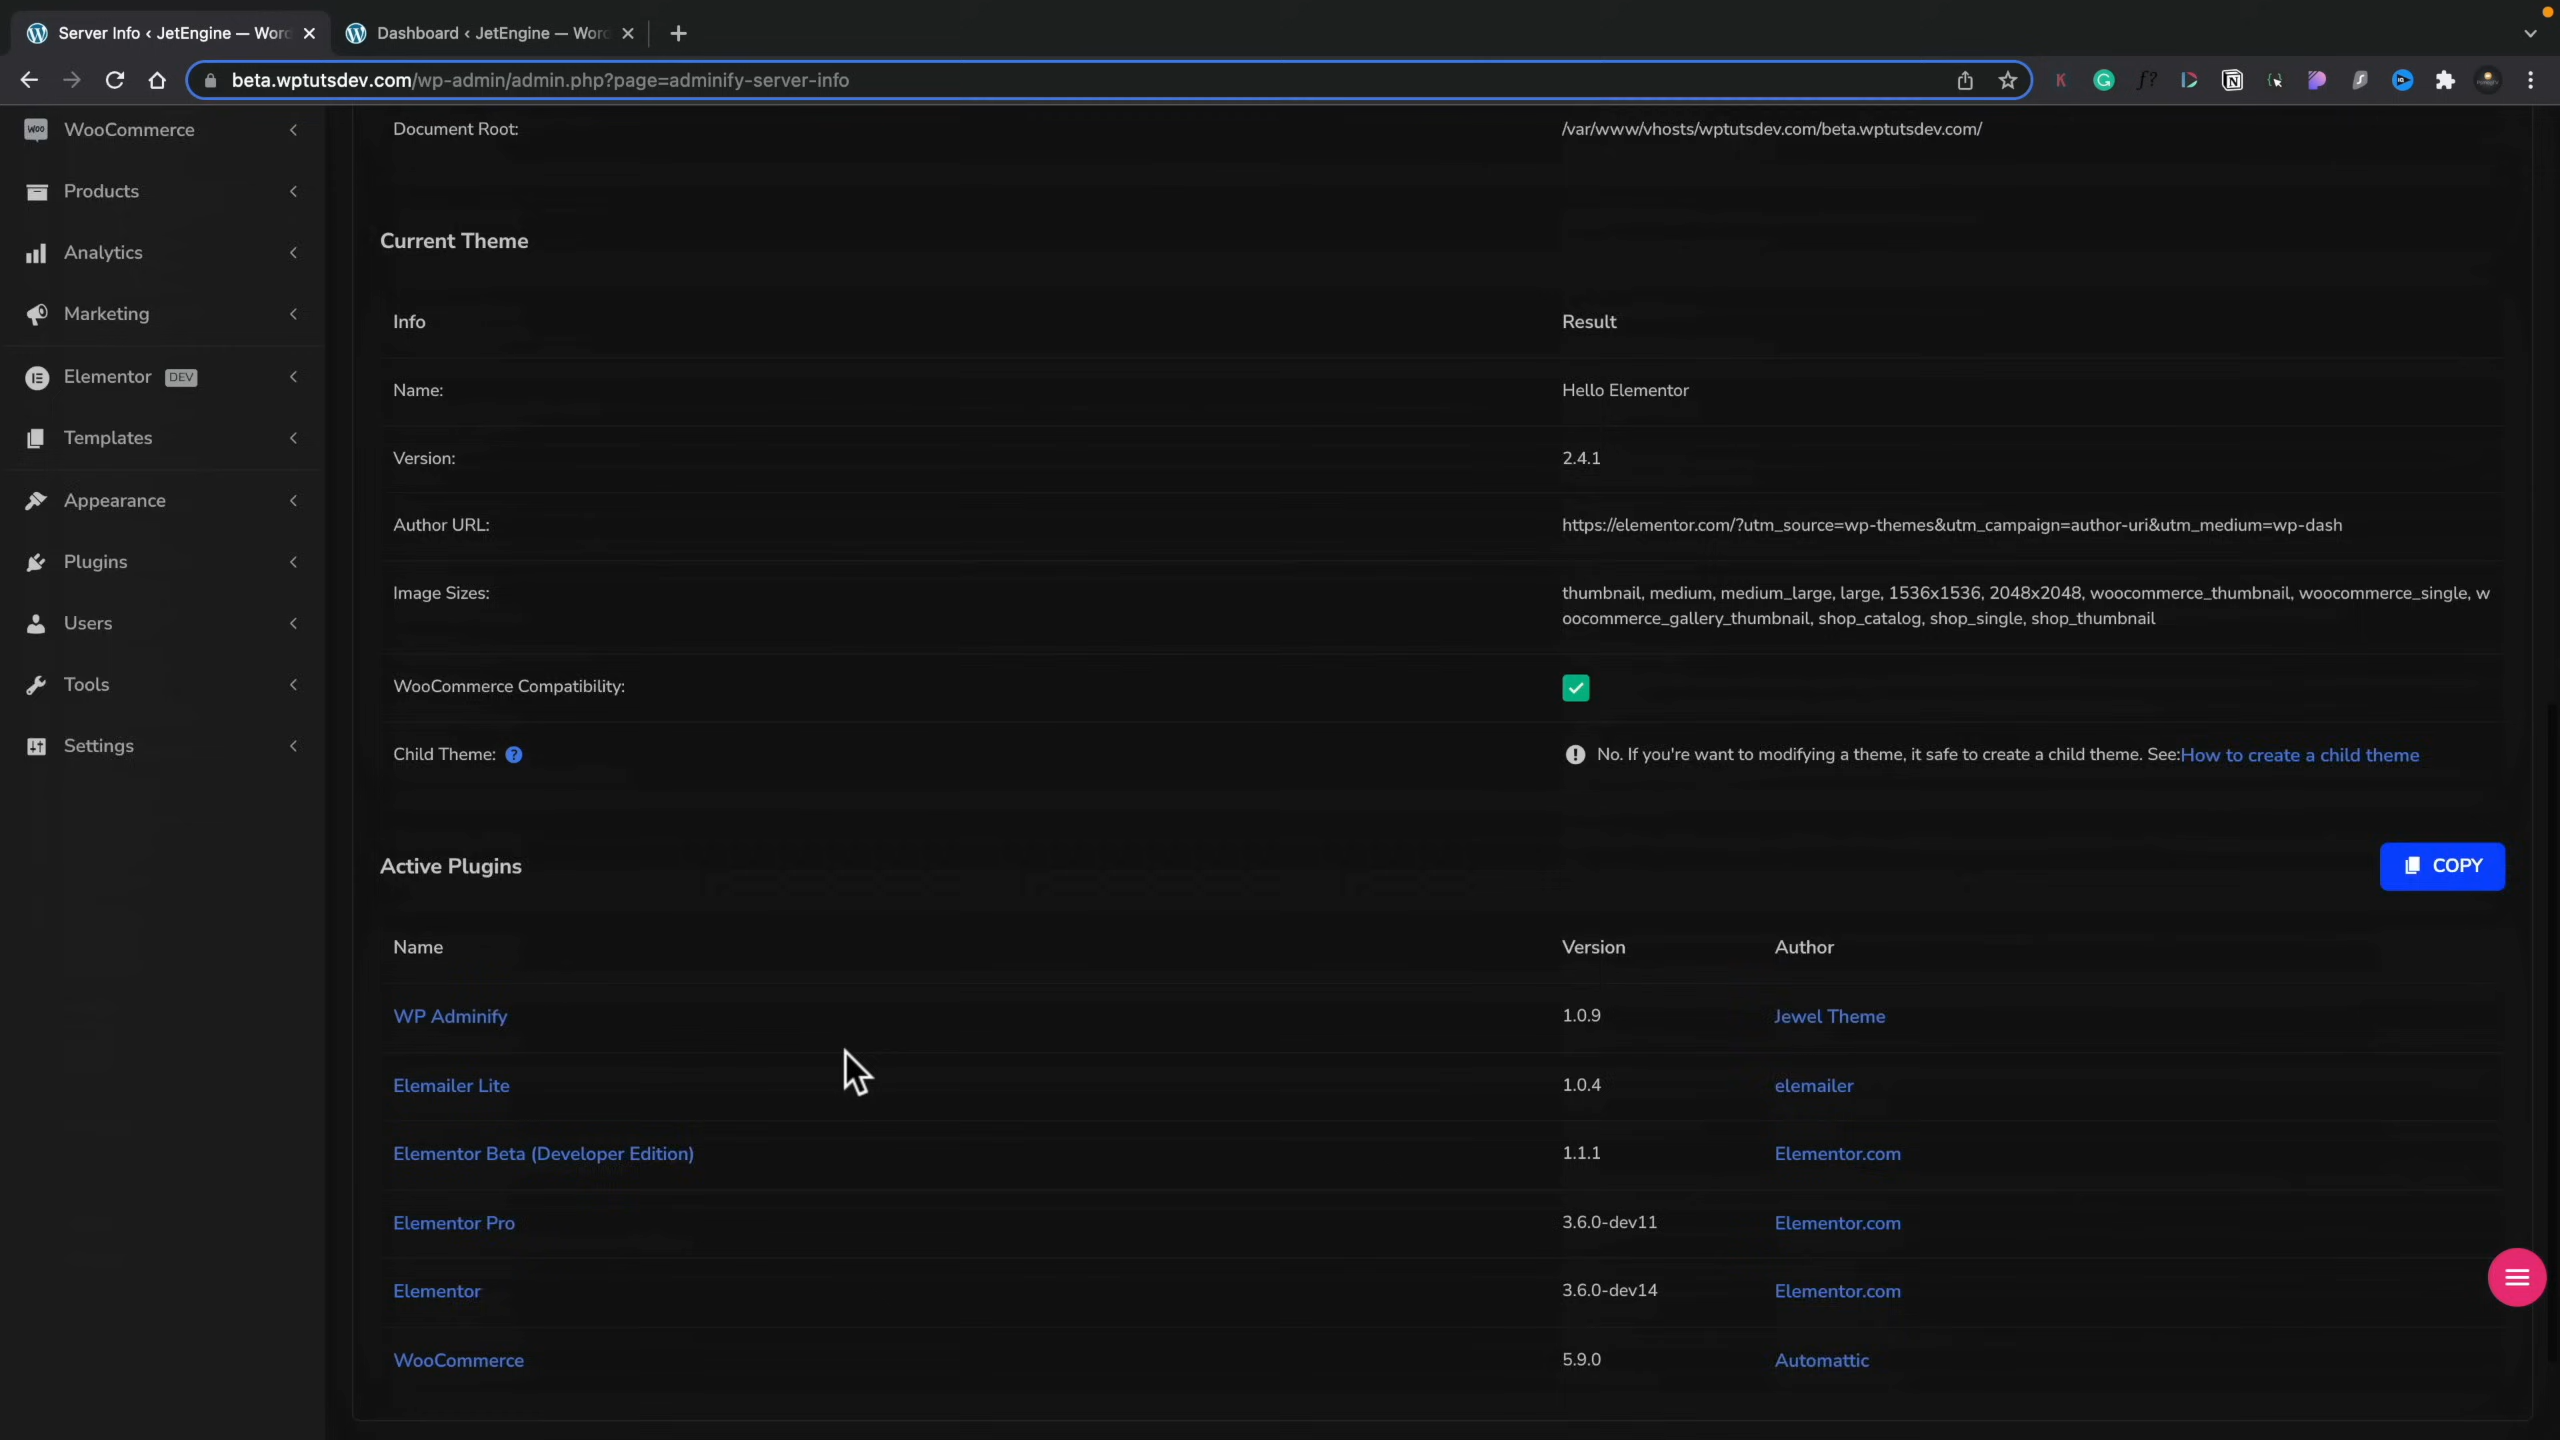 Server Info ‹ JetEngine — Word
Dashboard ‹ JetEngine — Word
beta.wptutsdev.com/wp-admin/admin.php?page=adminify-server-info
WooCommerce
Products
Analytics
Marketing
Elementor DEV
Templates
Appearance
Plugins
Users
Tools
Settings
Document Root: /var/www/vhosts/wptutsdev.com/beta.wptutsdev.com/
Current Theme
Info Result
Name: Hello Elementor
Version: 2.4.1
Author URL: https://elementor.com/?utm_source=wp-themes&utm_campaign=author-uri&utm_medium=wp-dash
Image Sizes: thumbnail, medium, medium_large, large, 1536x1536, 2048x2048, woocommerce_thumbnail, woocommerce_single, w
oocommerce_gallery_thumbnail, shop_catalog, shop_single, shop_thumbnail
WooCommerce Compatibility:
Child Theme: ? No. If you're want to modifying a theme, it safe to create a child theme. See:How to create a child theme
Active Plugins COPY
Name Version Author
WP Adminify 1.0.9 Jewel Theme
Elemailer Lite 1.0.4 elemailer
Elementor Beta (Developer Edition) 1.1.1 Elementor.com
Elementor Pro 3.6.0-dev11 Elementor.com
Elementor 3.6.0-dev14 Elementor.com
WooCommerce 5.9.0 Automattic